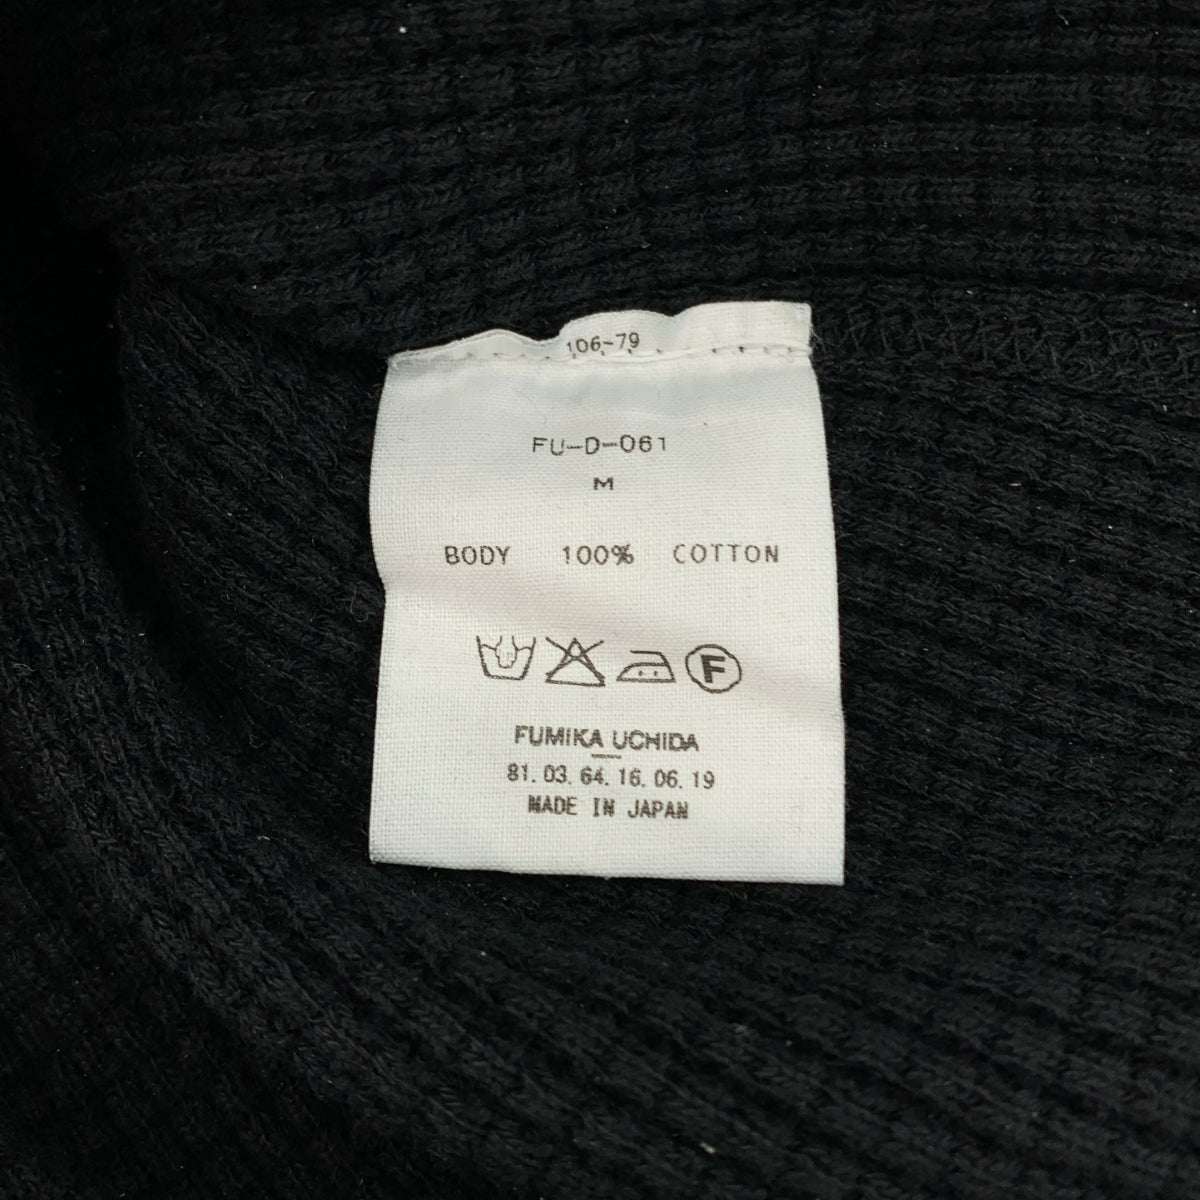 106-79
FU-D-061
M
BODY 100% COTTON
F
FUMIKA UCHIDA
81. 03. 64. 16. 06. 19
MADE IN JAPAN